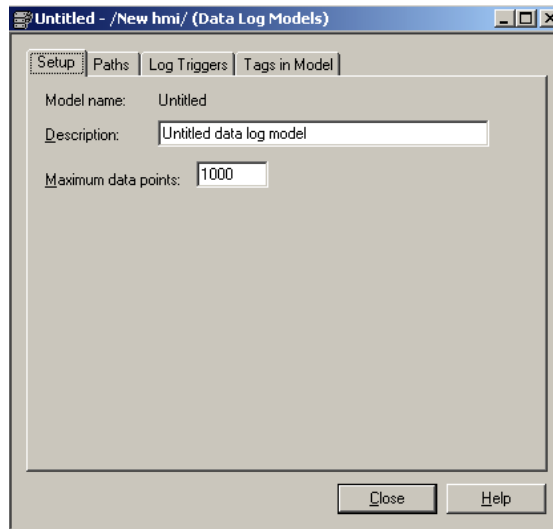 Untitled - /New hmi/ (Data Log Models)
Setup Paths Log Triggers Tags in Model
Model name: Untitled
Description: Untitled data log model
Maximum data points: 1000
Close Help